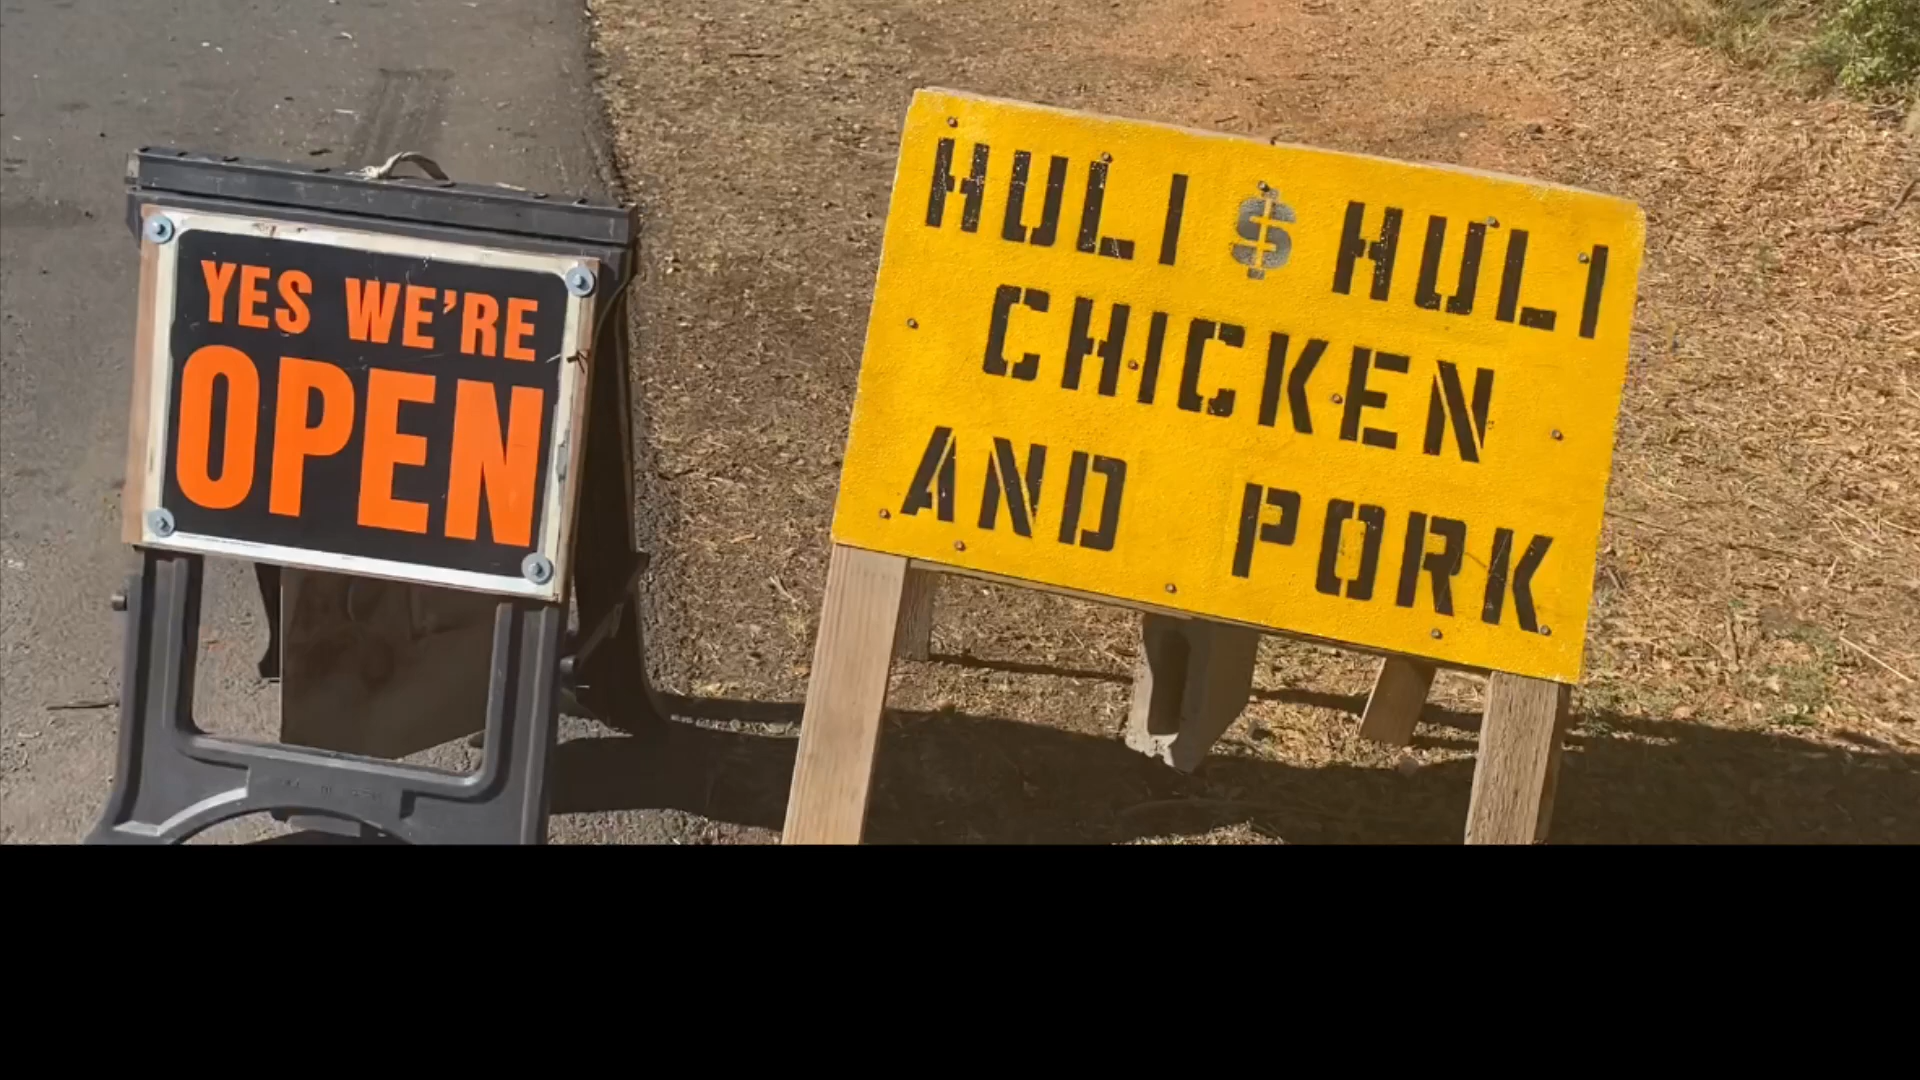 YES WE'RE
OPEN
HULI $ HULI
CHICKEN
AND PORK